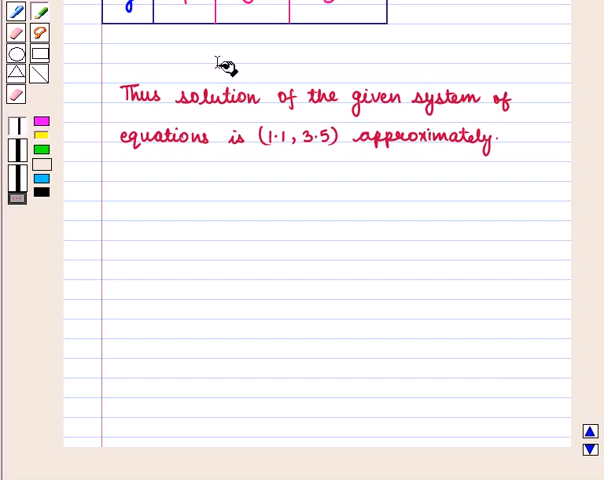 Thus solution of the given system of
equations is (1.1, 3.5) approximately.